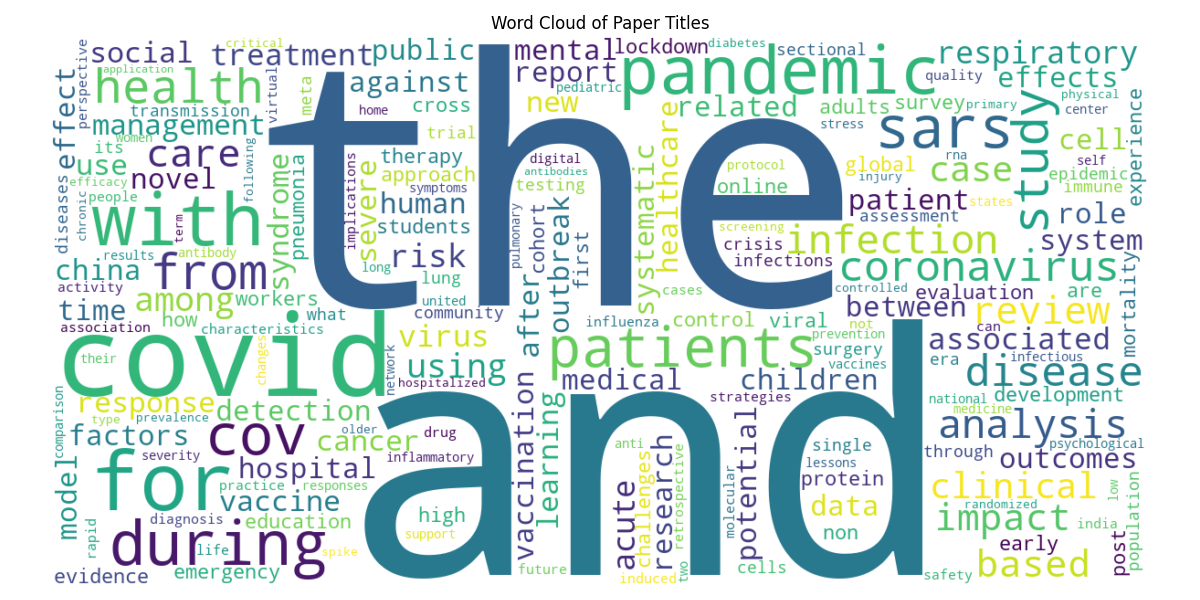 Word Cloud of Paper Titles
the
and
covid
with
for
during
pandemic
sars
patients
from
cov
health
care
infection
coronavirus
disease
study
analysis
impact
clinical
review
based
social
treatment
public
mental
lockdown
critical
diabetes
sectional
respiratory
application
perspective
effect
virtual
meta
against
report
pediatric
quality
effects
physical
transmission
management
home
cross
new
related
adults
survey
primary
center
experience
women
its
use
novel
people
efficacy
diseases
chronic
following
syndrome
pneumonia
implications
severe
trial
therapy
approach
symptoms
human
students
digital
antibodies
testing
systematic
healthcare
protocol
online
stress
global
injury
rna
case
cell
self
epidemic
immune
states
patient
assessment
role
system
screening
crisis
infections
term
antibody
results
china
activity
among
workers
time
association
how
characteristics
what
long
risk
lung
united
community
pulmonary
cohort
outbreak
first
after
influenza
cases
control
viral
controlled
between
evaluation
are
mortality
not
prevention
can
associated
their
changes
network
virus
using
hospitalized
surgery
vaccines
era
infectious
medical
children
strategies
national
development
medicine
response
type
prevalence
comparison
factors
severity
detection
older
cancer
drug
inflammatory
hospital
model
practice
responses
vaccine
vaccination
learning
anti
single
lessons
protein
potential
research
challenges
retrospective
molecular
acute
data
non
through
psychological
outcomes
randomized
low
population
india
early
post
diagnosis
education
rapid
life
spike
evidence
emergency
high
support
future
induced
two
cells
safety